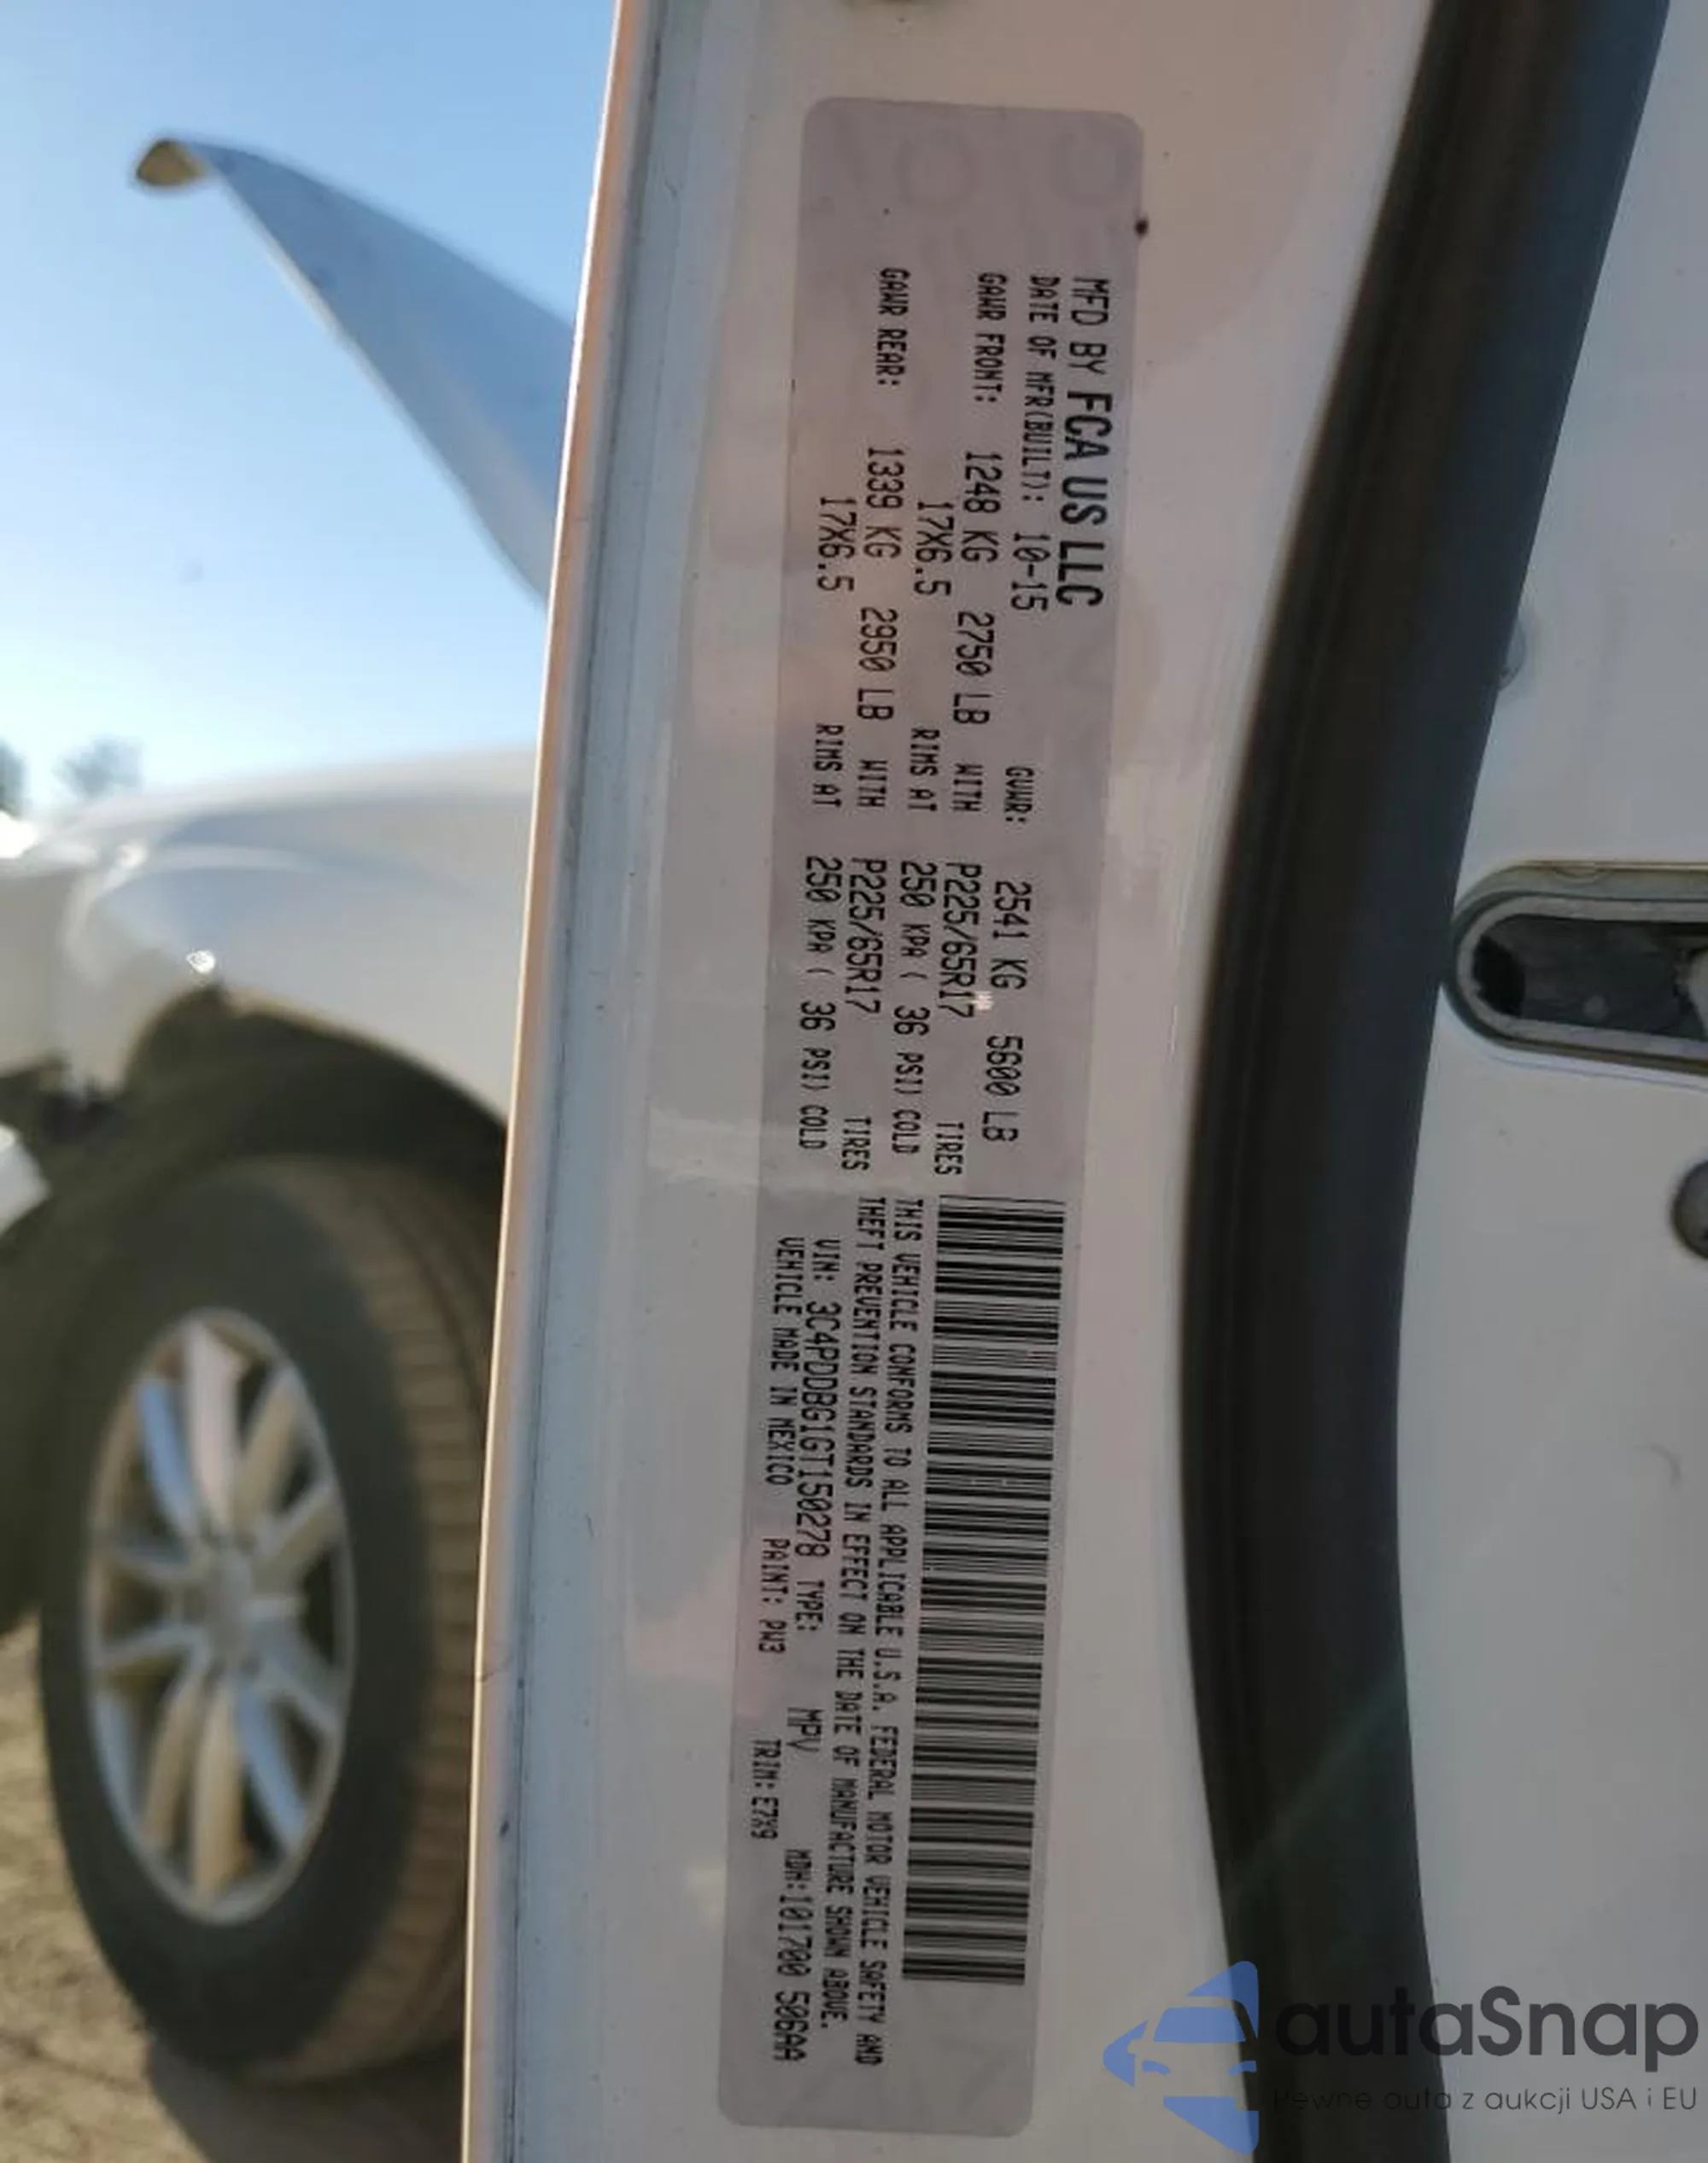 MFD BY FCA US LLC
DATE OF MFR(BUILT): 10-15 GVWR: 2541 KG 5600 LB
GAWR FRONT: 1248 KG 2750 LB WITH P225/65R17 TIRES
17X6.5 RIMS AT 250 KPA ( 36 PSI) COLD
GAWR REAR: 1339 KG 2950 LB WITH P225/65R17 TIRES
17X6.5 RIMS AT 250 KPA ( 36 PSI) COLD
THIS VEHICLE CONFORMS TO ALL APPLICABLE U.S.A. FEDERAL MOTOR VEHICLE SAFETY AND
THEFT PREVENTION STANDARDS IN EFFECT ON THE DATE OF MANUFACTURE SHOWN ABOVE.
VIN: 3C4PDDBG1GT150278 TYPE: MPV MDH:101700 506AA
VEHICLE MADE IN MEXICO PAINT: PW3 TRIM: E7X9
autaSnap
Pewne auta z aukcji USA i EU